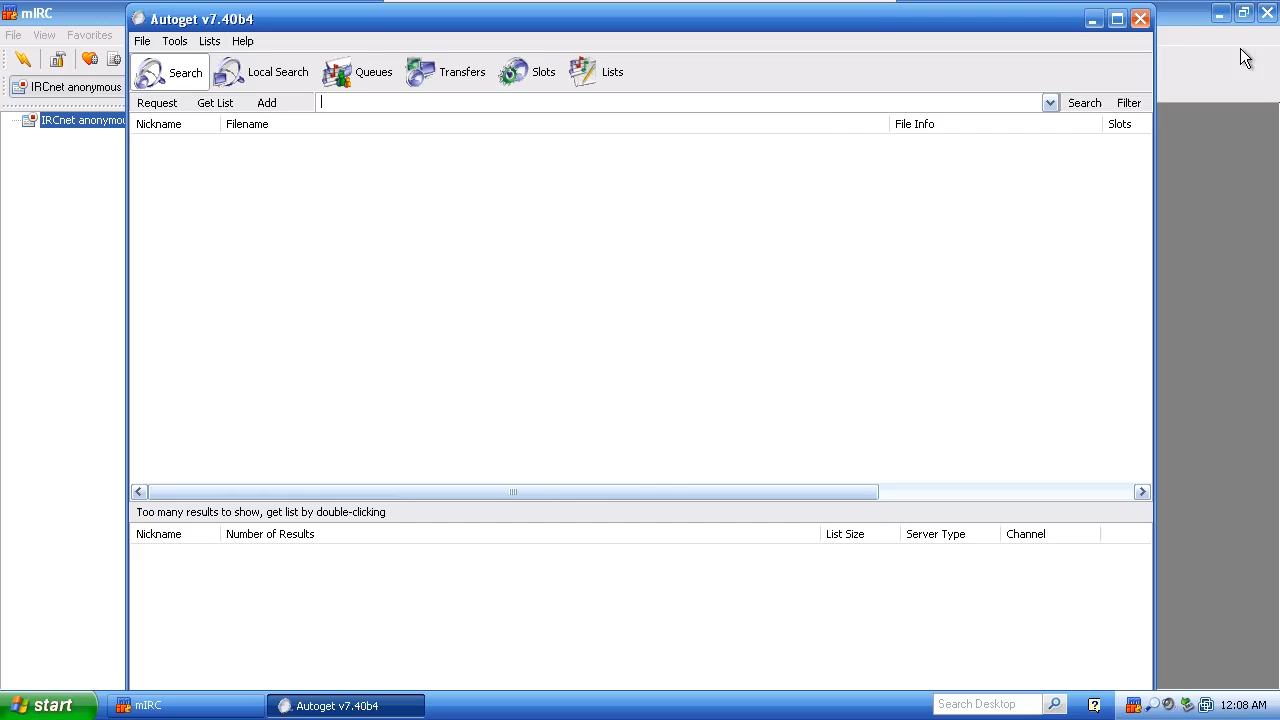 mIRC
Autoget v7.40b4
File View Favorites
File Tools Lists Help
Search Local Search Queues Transfers Slots Lists
IRCnet anonymous
Request Get List Add Search Filter
IRCnet anonymou
Nickname Filename File Info Slots
Too many results to show, get list by double-clicking
Nickname Number of Results List Size Server Type Channel
start mIRC Autoget v7.40b4 Search Desktop 12:08 AM